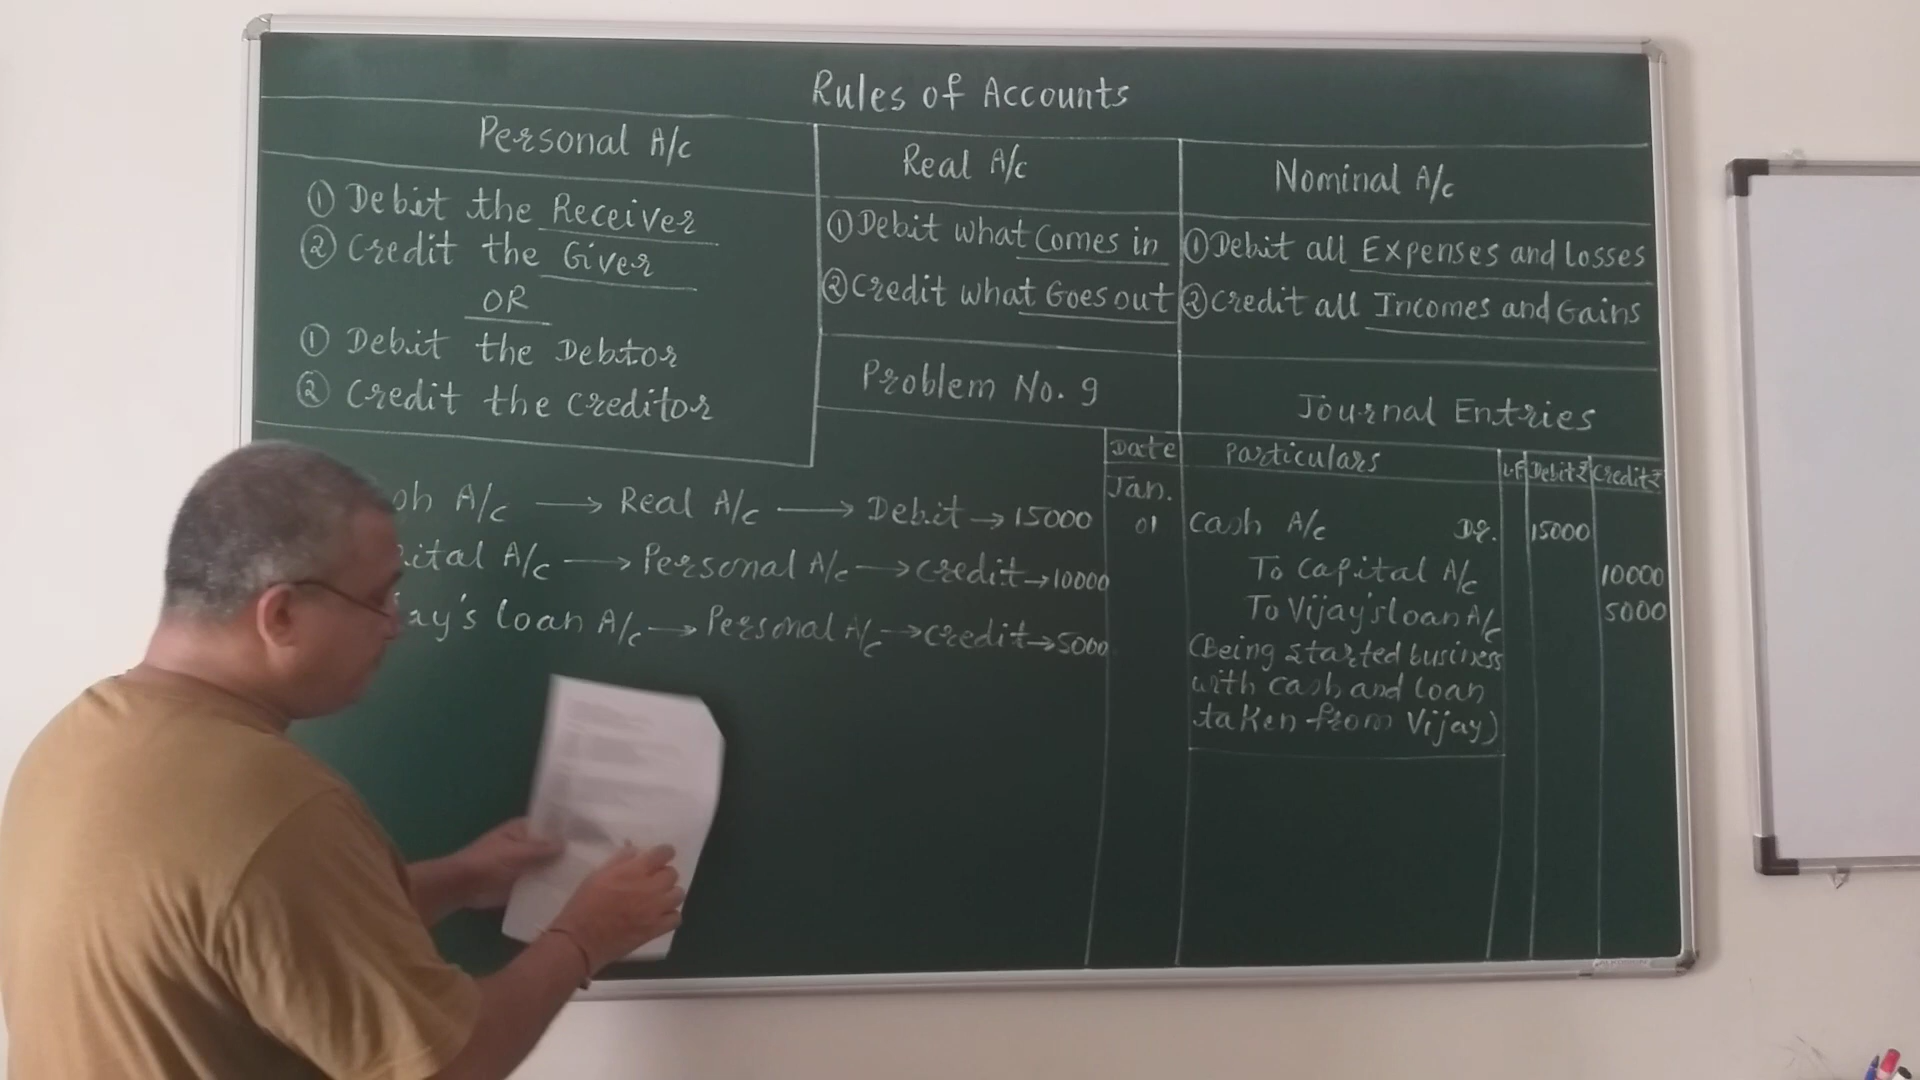 Rules of Accounts
Personal A/c
① Debit the Receiver
② Credit the Giver
OR
① Debit the Debtor
② Credit the Creditor
Real A/c
① Debit what Comes in
② Credit what Goes out
Nominal A/c
① Debit all Expenses and Losses
② Credit all Incomes and Gains
Problem No. 9
A/c → Real A/c → Debit → 15000
A/c → Personal A/c → Credit → 10000
Loan A/c → Personal A/c → Credit → 5000
Journal Entries
Date Particulars L.F Debit₹ Credit₹
Jan.
01 Cash A/c Dr. 15000
To Capital A/c 10000
To Vijay's loan A/c 5000
(Being started business
with cash and loan
taken from Vijay)